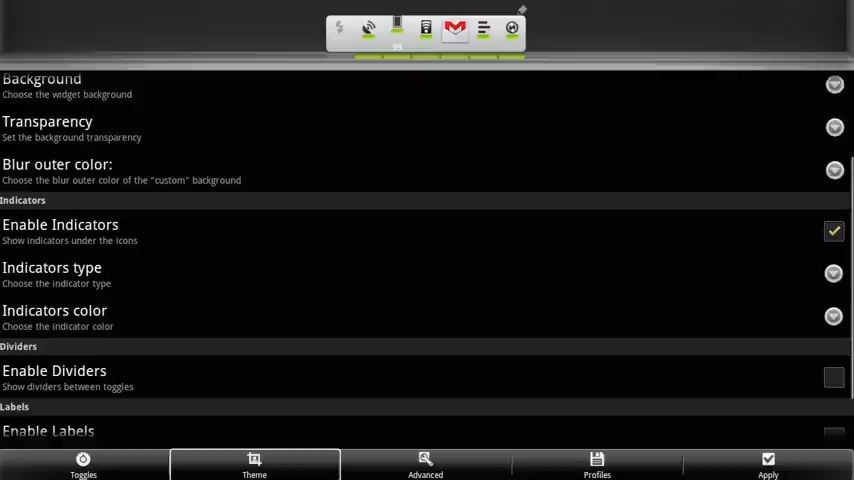 99
Background
Choose the widget background
Transparency
Set the background transparency
Blur outer color:
Choose the blur outer color of the "custom" background
Indicators
Enable Indicators
Show indicators under the icons
Indicators type
Choose the indicator type
Indicators color
Choose the indicator color
Dividers
Enable Dividers
Show dividers between toggles
Labels
Enable Labels
Toggles
Theme
Advanced
Profiles
Apply